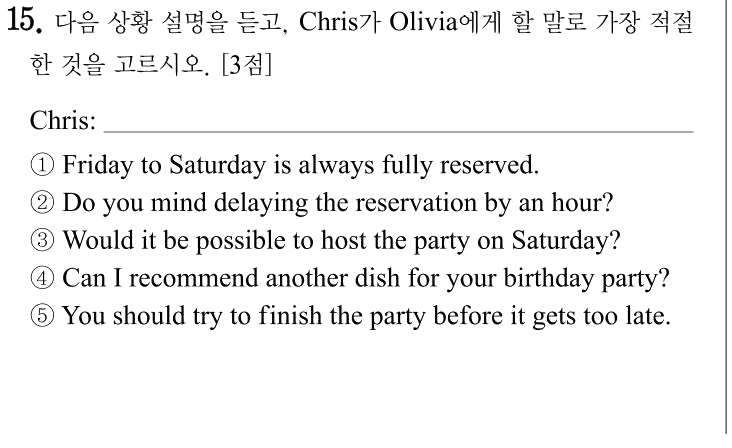 15. 다음 상황 설명을 듣고, Chris가 Olivia에게 할 말로 가장 적절
한 것을 고르시오. [3점]
Chris:
① Friday to Saturday is always fully reserved.
② Do you mind delaying the reservation by an hour?
③ Would it be possible to host the party on Saturday?
④ Can I recommend another dish for your birthday party?
⑤ You should try to finish the party before it gets too late.